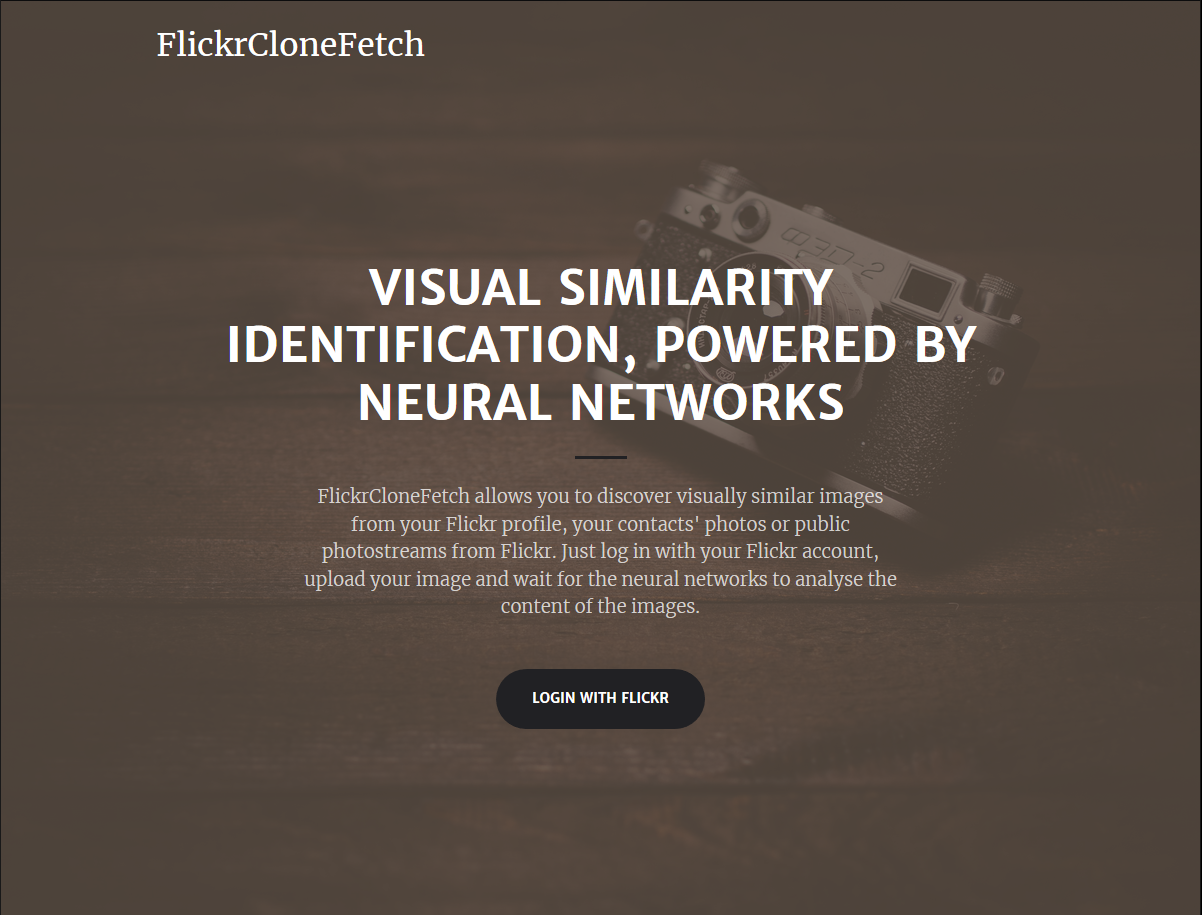 FlickrCloneFetch
VISUAL SIMILARITY
IDENTIFICATION, POWERED BY
NEURAL NETWORKS
FlickrCloneFetch allows you to discover visually similar images
from your Flickr profile, your contacts' photos or public
photostreams from Flickr. Just log in with your Flickr account,
upload your image and wait for the neural networks to analyse the
content of the images.
LOGIN WITH FLICKR